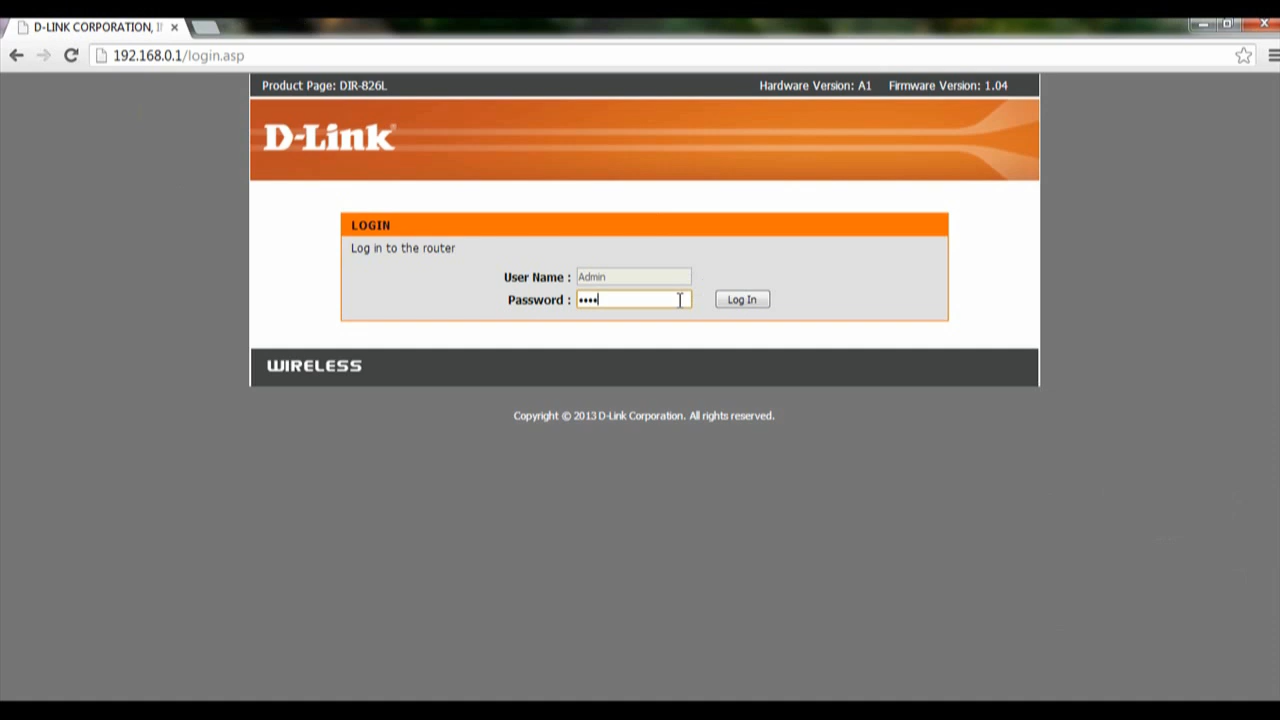 D-LINK CORPORATION, I
192.168.0.1/login.asp
Product Page: DIR-826L
Hardware Version: A1 Firmware Version: 1.04
D-Link®
LOGIN
Log in to the router
User Name : Admin
Password : ••••
Log In
WIRELESS
Copyright © 2013 D-Link Corporation. All rights reserved.